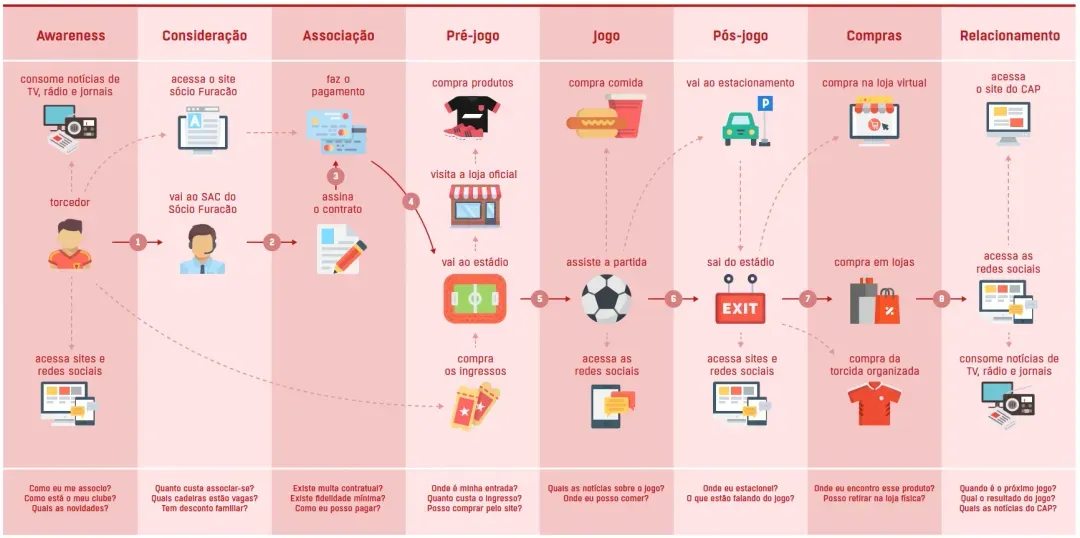 Awareness
Consideração
Associação
Pré-jogo
Jogo
Pós-jogo
Compras
Relacionamento
consome notícias de
TV, rádio e jornais
torcedor
1
acessa sites e
redes sociais
acessa o site
sócio Furacão
A
vai ao SAC do
Sócio Furacão
2
faz o
pagamento
3
assina
o contrato
4
compra produtos
visita a loja oficial
vai ao estádio
5
compra
os ingressos
compra comida
assiste a partida
6
acessa as
redes sociais
vai ao estacionamento
P
sai do estádio
EXIT
7
acessa sites e
redes sociais
compra na loja virtual
compra em lojas
%
8
compra da
torcida organizada
acessa
o site do CAP
acessa as
redes sociais
consome notícias de
TV, rádio e jornais
Como eu me associo?
Como está o meu clube?
Quais as novidades?
Quanto custa associar-se?
Quais cadeiras estão vagas?
Tem desconto familiar?
Existe multa contratual?
Existe fidelidade mínima?
Como eu posso pagar?
Onde é minha entrada?
Quanto custa o ingresso?
Posso comprar pelo site?
Quais as notícias sobre o jogo?
Onde eu posso comer?
Onde eu estacionei?
O que estão falando do jogo?
Onde eu encontro esse produto?
Posso retirar na loja física?
Quando é o próximo jogo?
Qual o resultado do jogo?
Quais as notícias do CAP?